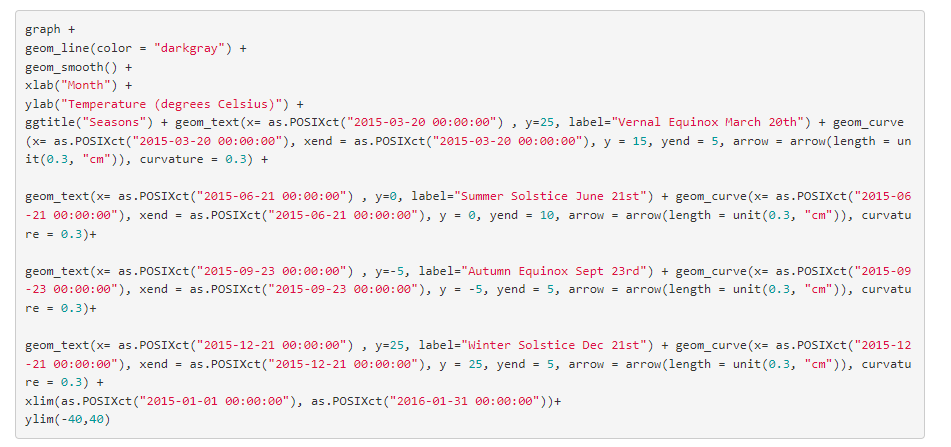 graph +
geom_line(color = "darkgray") +
geom_smooth() +
xlab("Month") +
ylab("Temperature (degrees Celsius)") +
ggtitle("Seasons") + geom_text(x= as.POSIXct("2015-03-20 00:00:00") , y=25, label="Vernal Equinox March 20th") + geom_curve
(x= as.POSIXct("2015-03-20 00:00:00"), xend = as.POSIXct("2015-03-20 00:00:00"), y = 15, yend = 5, arrow = arrow(length = un
it(0.3, "cm")), curvature = 0.3) +

geom_text(x= as.POSIXct("2015-06-21 00:00:00") , y=0, label="Summer Solstice June 21st") + geom_curve(x= as.POSIXct("2015-06
-21 00:00:00"), xend = as.POSIXct("2015-06-21 00:00:00"), y = 0, yend = 10, arrow = arrow(length = unit(0.3, "cm")), curvatu
re = 0.3)+

geom_text(x= as.POSIXct("2015-09-23 00:00:00") , y=-5, label="Autumn Equinox Sept 23rd") + geom_curve(x= as.POSIXct("2015-09
-23 00:00:00"), xend = as.POSIXct("2015-09-23 00:00:00"), y = -5, yend = 5, arrow = arrow(length = unit(0.3, "cm")), curvatu
re = 0.3)+

geom_text(x= as.POSIXct("2015-12-21 00:00:00") , y=25, label="Winter Solstice Dec 21st") + geom_curve(x= as.POSIXct("2015-12
-21 00:00:00"), xend = as.POSIXct("2015-12-21 00:00:00"), y = 25, yend = 5, arrow = arrow(length = unit(0.3, "cm")), curvatu
re = 0.3) +
xlim(as.POSIXct("2015-01-01 00:00:00"), as.POSIXct("2016-01-31 00:00:00"))+
ylim(-40,40)